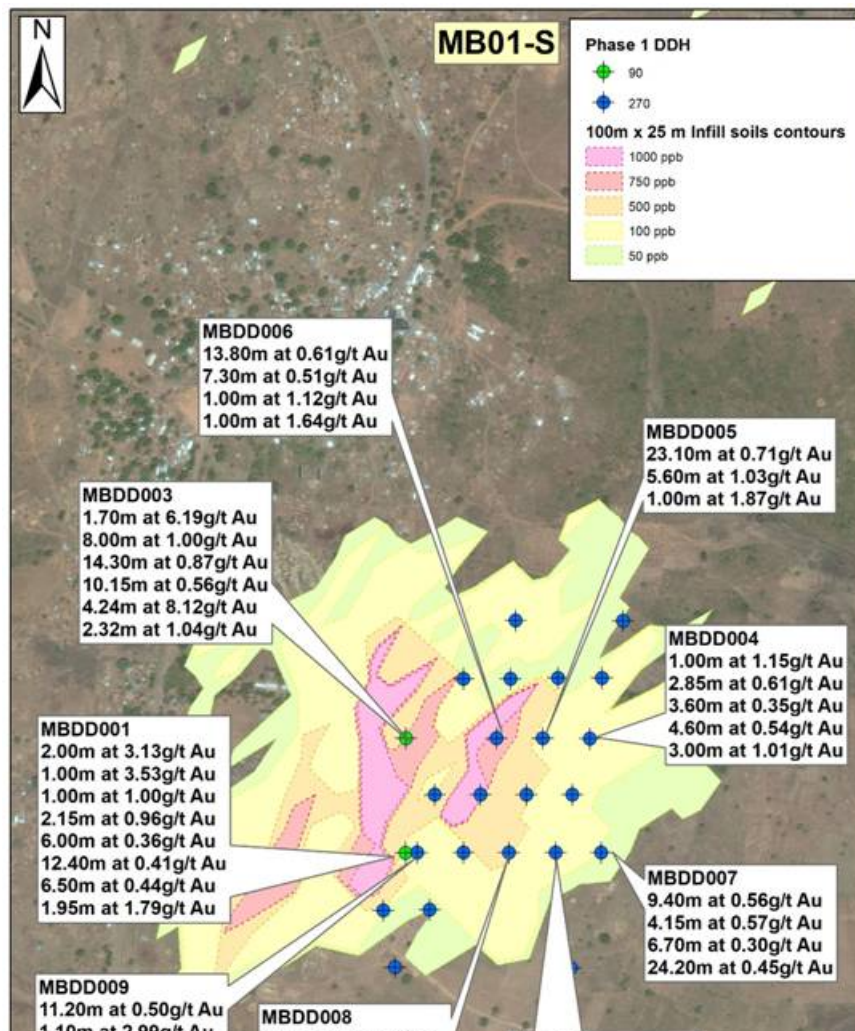 N
MB01-S
Phase 1 DDH
90
270
100m x 25 m Infill soils contours
1000 ppb
750 ppb
500 ppb
100 ppb
50 ppb
MBDD006
13.80m at 0.61g/t Au
7.30m at 0.51g/t Au
1.00m at 1.12g/t Au
1.00m at 1.64g/t Au
MBDD005
23.10m at 0.71g/t Au
5.60m at 1.03g/t Au
1.00m at 1.87g/t Au
MBDD003
1.70m at 6.19g/t Au
8.00m at 1.00g/t Au
14.30m at 0.87g/t Au
10.15m at 0.56g/t Au
4.24m at 8.12g/t Au
2.32m at 1.04g/t Au
MBDD004
1.00m at 1.15g/t Au
2.85m at 0.61g/t Au
3.60m at 0.35g/t Au
4.60m at 0.54g/t Au
3.00m at 1.01g/t Au
MBDD001
2.00m at 3.13g/t Au
1.00m at 3.53g/t Au
1.00m at 1.00g/t Au
2.15m at 0.96g/t Au
6.00m at 0.36g/t Au
12.40m at 0.41g/t Au
6.50m at 0.44g/t Au
1.95m at 1.79g/t Au
MBDD007
9.40m at 0.56g/t Au
4.15m at 0.57g/t Au
6.70m at 0.30g/t Au
24.20m at 0.45g/t Au
MBDD009
11.20m at 0.50g/t Au
1.10m at 2.99g/t Au
MBDD008